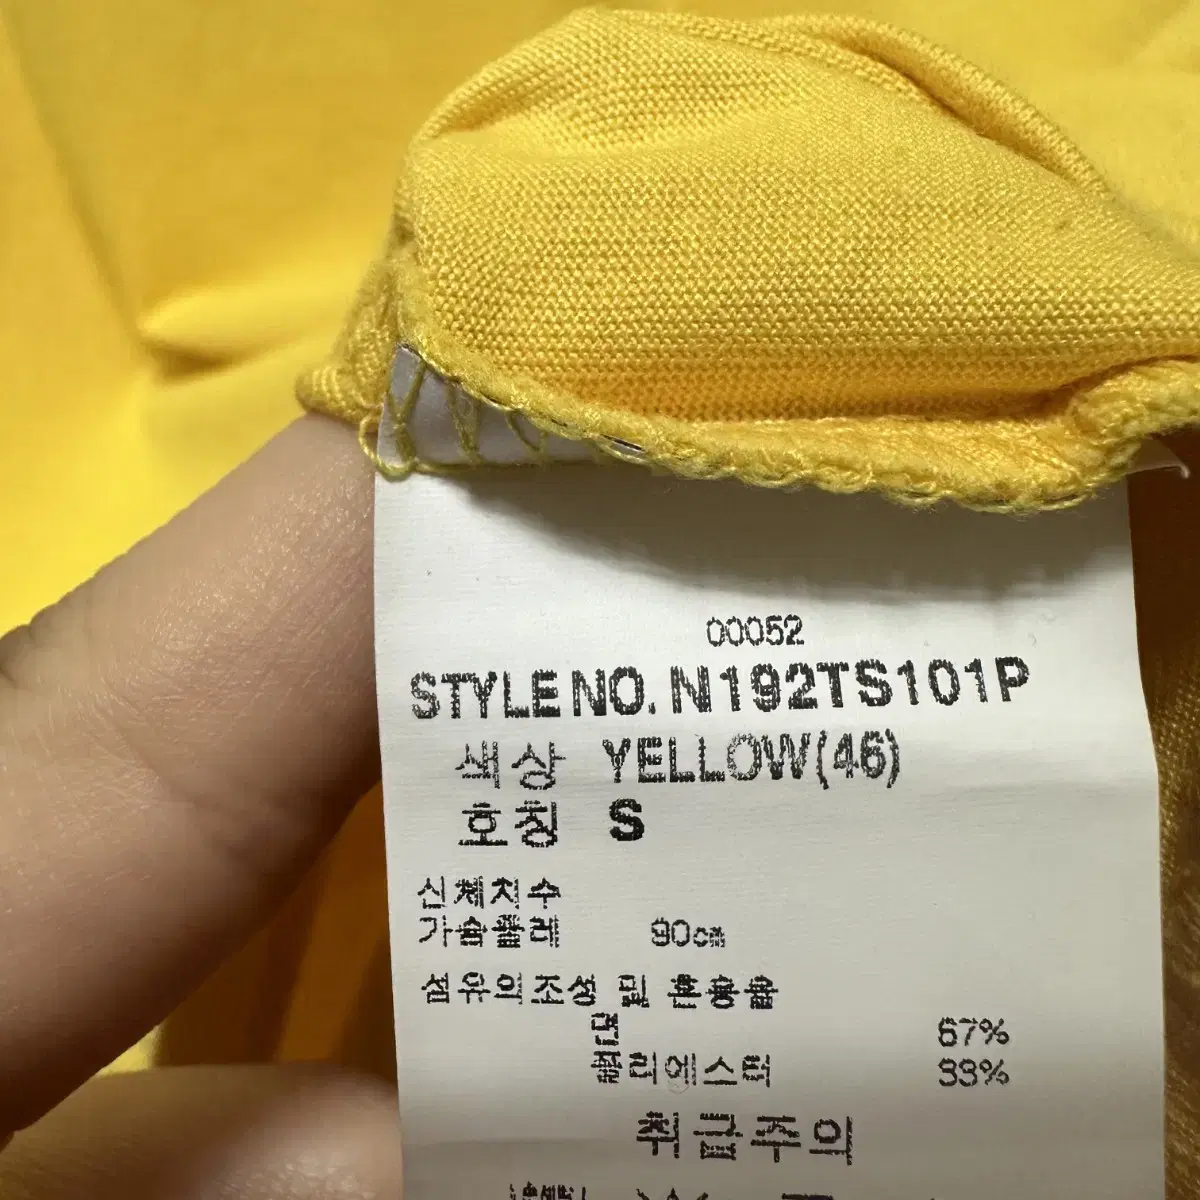 00052
STYLE NO. N192TS101P
색상 YELLOW(46)
호칭 S
신체치수
가슴둘레 90cm
섬유의조성 및 혼용율
면 67%
폴리에스터 33%
취급주의